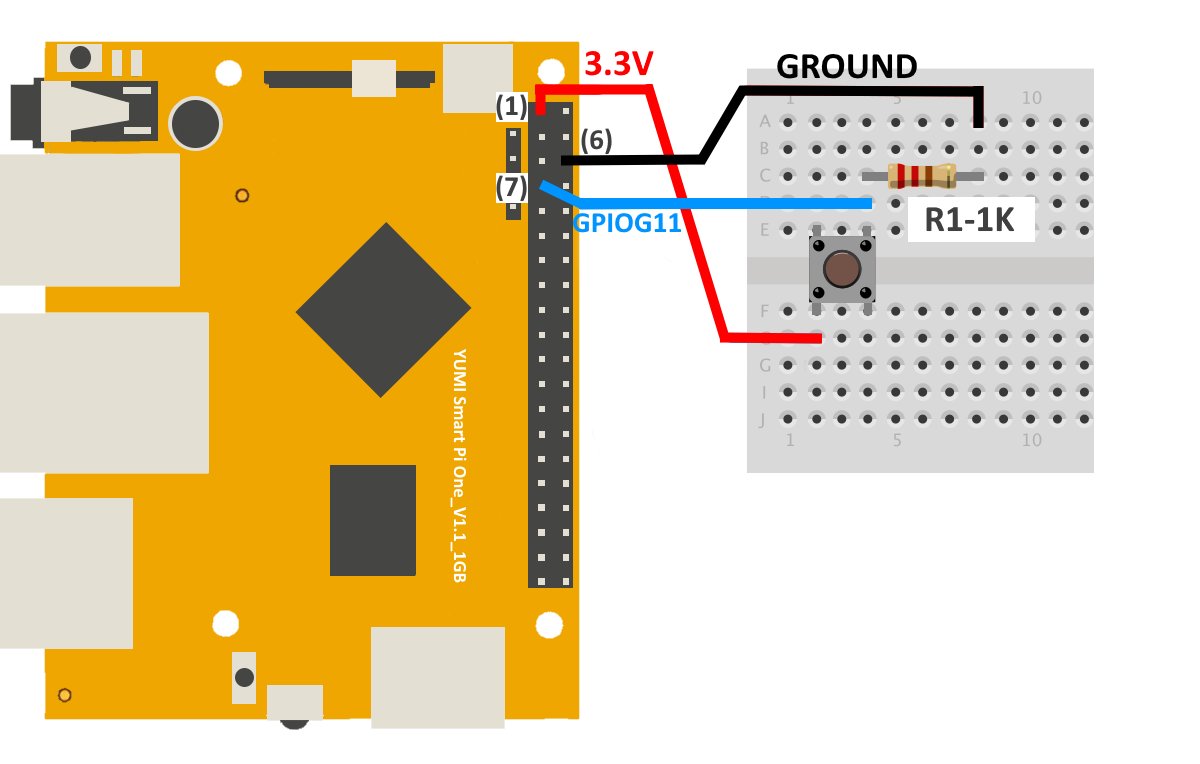 3.3V
GROUND
(1)
(6)
(7)
GPIOG11
R1-1K
YUMI Smart Pi One_V1.1_1GB
1 5 10
A
B
C
E
F
G
I
J
1 5 10